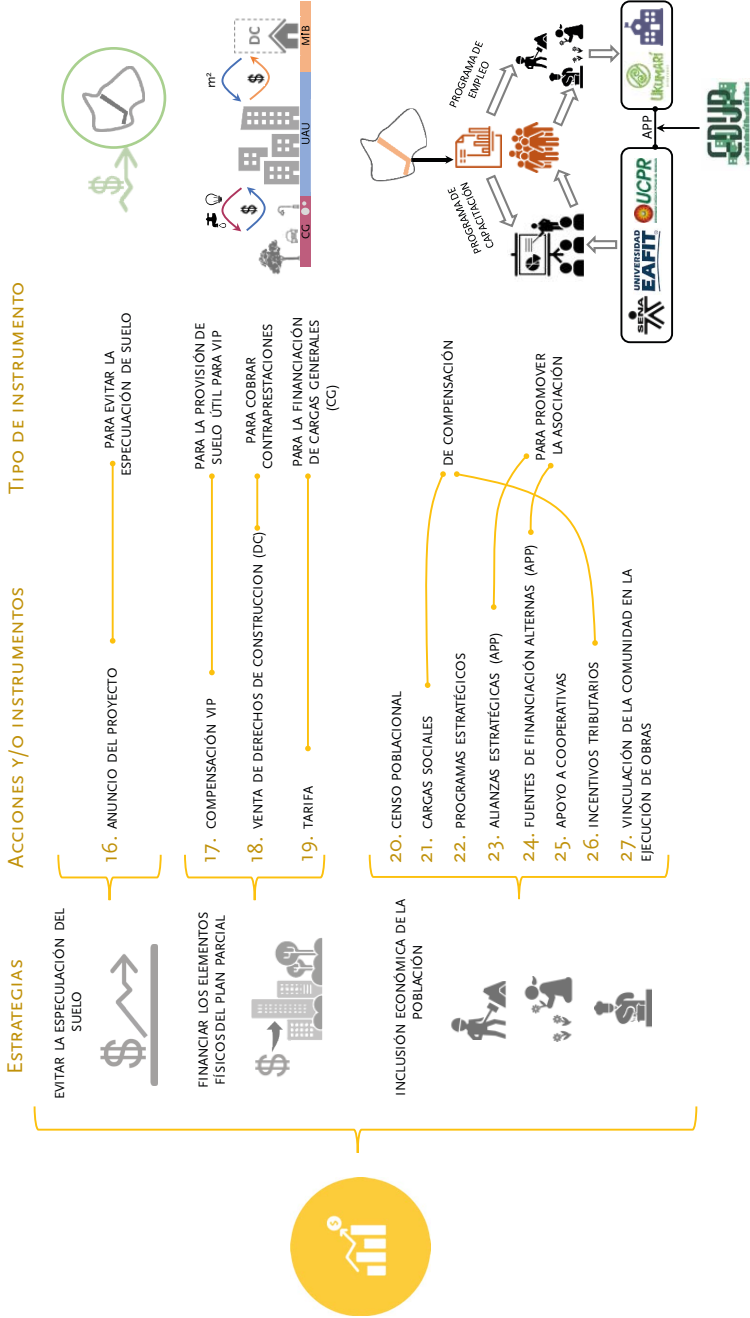 ESTRATEGIAS
ACCIONES Y/O INSTRUMENTOS
TIPO DE INSTRUMENTO
EVITAR LA ESPECULACIÓN DEL
SUELO
16. ANUNCIO DEL PROYECTO
PARA EVITAR LA
ESPECULACIÓN DE SUELO
$
$
FINANCIAR LOS ELEMENTOS
FÍSICOS DEL PLAN PARCIAL
$
17. COMPENSACIÓN VIP
18. VENTA DE DERECHOS DE CONSTRUCCION (DC)
19. TARIFA
PARA LA PROVISIÓN DE
SUELO ÚTIL PARA VIP
PARA COBRAR
CONTRAPRESTACIONES
PARA LA FINANCIACIÓN
DE CARGAS GENERALES
(CG)
m²
DC
$
$
CG
UAU
MIB
INCLUSIÓN ECONÓMICA DE LA
POBLACIÓN
20. CENSO POBLACIONAL
21. CARGAS SOCIALES
22. PROGRAMAS ESTRATÉGICOS
23. ALIANZAS ESTRATÉGICAS (APP)
24. FUENTES DE FINANCIACIÓN ALTERNAS (APP)
25. APOYO A COOPERATIVAS
26. INCENTIVOS TRIBUTARIOS
27. VINCULACIÓN DE LA COMUNIDAD EN LA
EJECUCIÓN DE OBRAS
DE COMPENSACIÓN
PARA PROMOVER
LA ASOCIACIÓN
PROGRAMA DE
CAPACITACIÓN
PROGRAMA DE
EMPLEO
SENA
UNIVERSIDAD
EAFIT
UCPR
APP
UKUMARÍ
EDUP
$